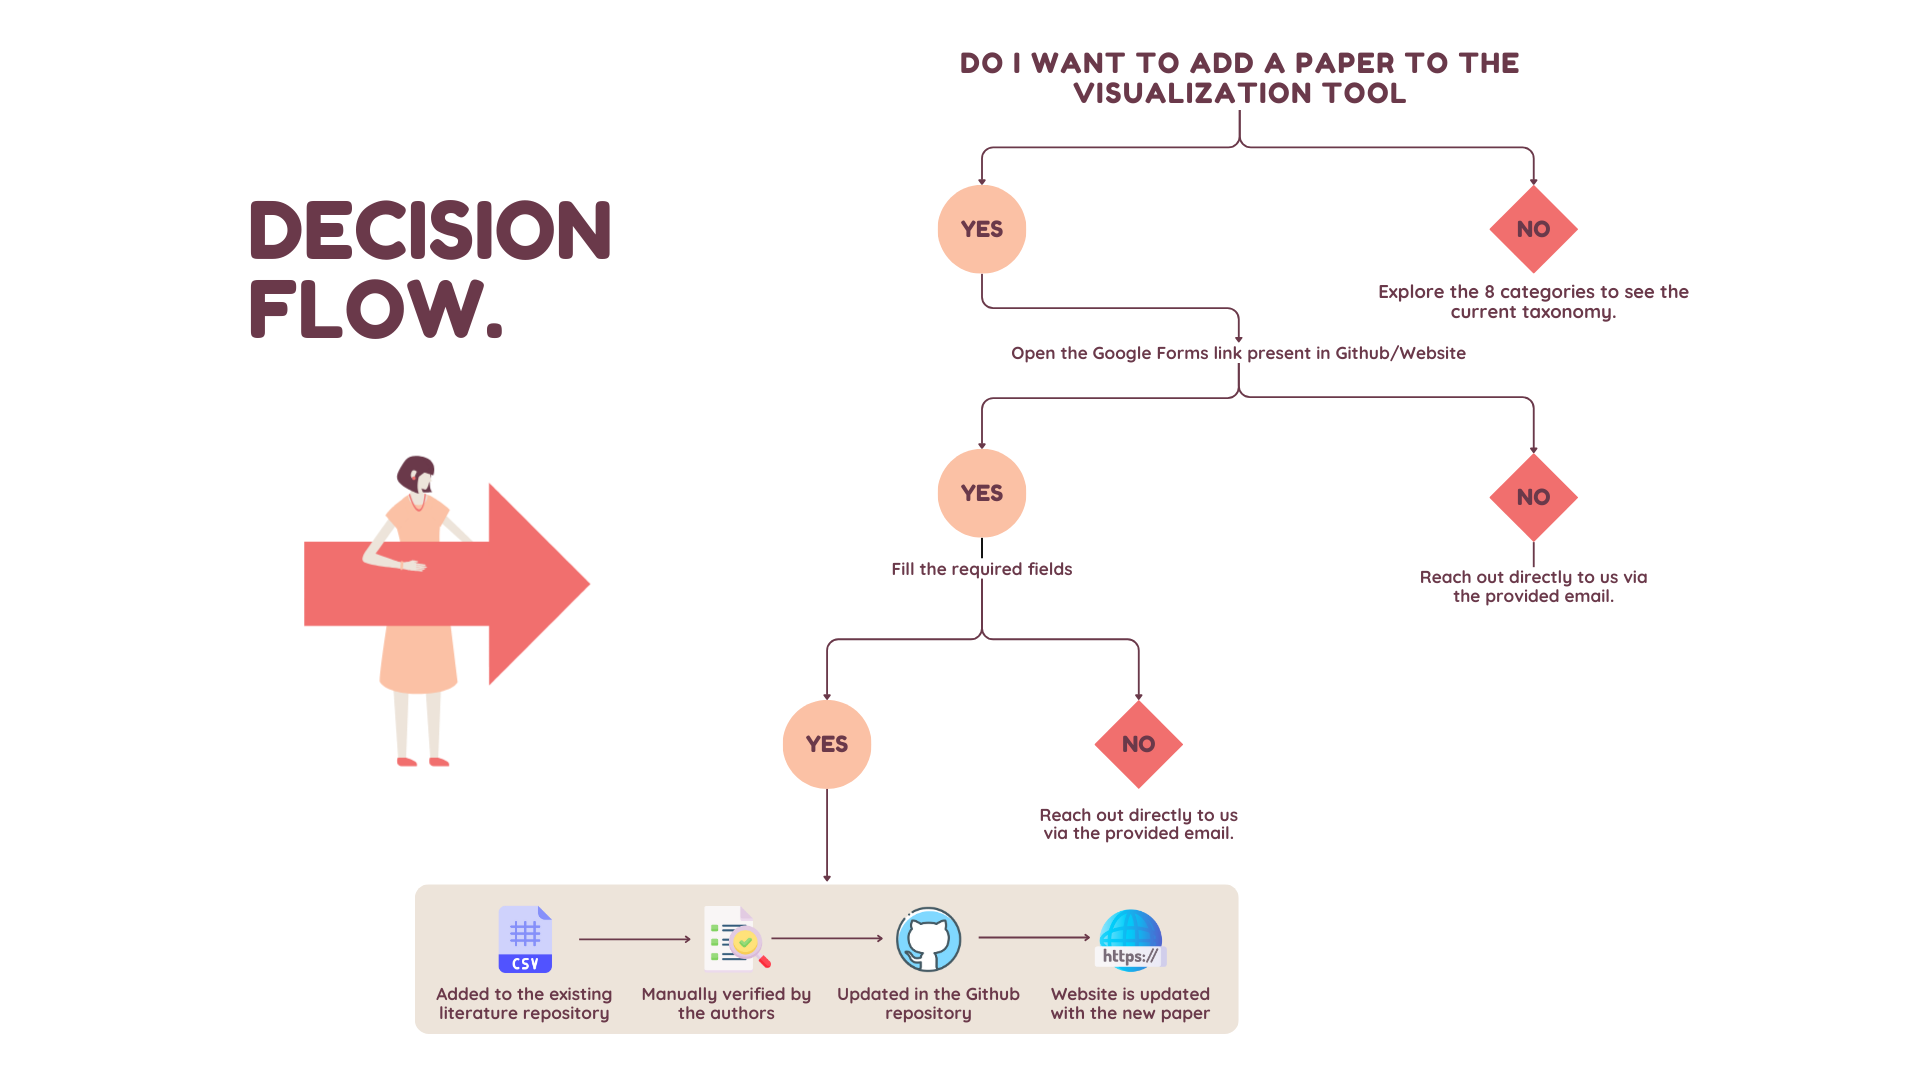 DO I WANT TO ADD A PAPER TO THE
VISUALIZATION TOOL
DECISION
FLOW.
YES
NO
Explore the 8 categories to see the
current taxonomy.
Open the Google Forms link present in Github/Website
YES
NO
Fill the required fields
Reach out directly to us via
the provided email.
YES
NO
Reach out directly to us
via the provided email.
CSV
https://
Added to the existing
literature repository
Manually verified by
the authors
Updated in the Github
repository
Website is updated
with the new paper